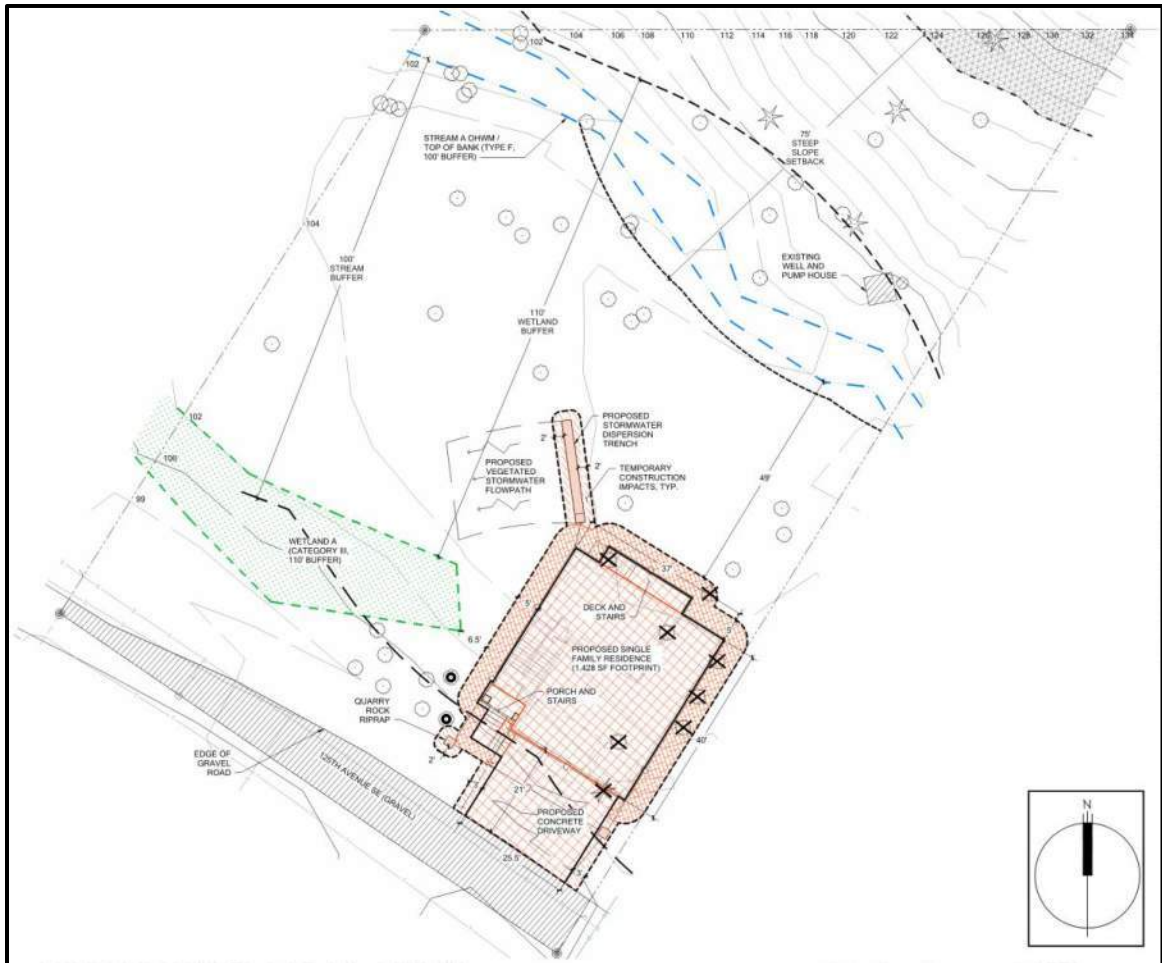 102
104
106
108
110
112
114
116
118
120
122
124
126
128
130
132
134
102
STREAM A OHWM /
TOP OF BANK (TYPE F,
100' BUFFER)
75'
STEEP
SLOPE
SETBACK
104
100'
STREAM
BUFFER
EXISTING
WELL AND
PUMP HOUSE
110'
WETLAND
BUFFER
102
106
99
PROPOSED
STORMWATER
DISPERSION
TRENCH
2'
2'
PROPOSED
VEGETATED
STORMWATER
FLOWPATH
TEMPORARY
CONSTRUCTION
IMPACTS, TYP.
49'
WETLAND A
(CATEGORY III,
110' BUFFER)
37'
5'
DECK AND
STAIRS
5'
6.5'
PROPOSED SINGLE
FAMILY RESIDENCE
(1,428 SF FOOTPRINT)
PORCH AND
STAIRS
QUARRY
ROCK
RIPRAP
40'
2'
EDGE OF
GRAVEL
ROAD
125TH AVENUE SE (GRAVEL)
21'
PROPOSED
CONCRETE
DRIVEWAY
25.5'
3'
N